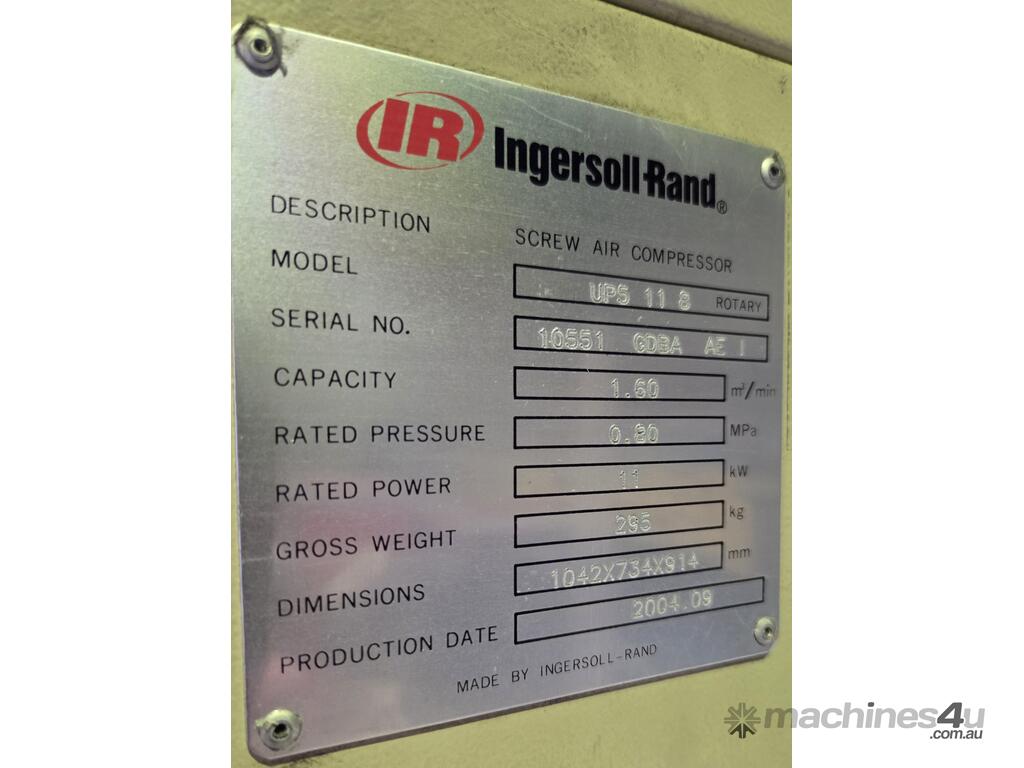 IR Ingersoll-Rand®
DESCRIPTION SCREW AIR COMPRESSOR
MODEL UP5 11 8 ROTARY
SERIAL NO. 10551 GDBA AE I
CAPACITY 1.60 m³/min
RATED PRESSURE 0.80 MPa
RATED POWER 11 kW
GROSS WEIGHT 295 kg
DIMENSIONS 1042X734X914 mm
PRODUCTION DATE 2004.09
MADE BY INGERSOLL-RAND
machines4u
.com.au